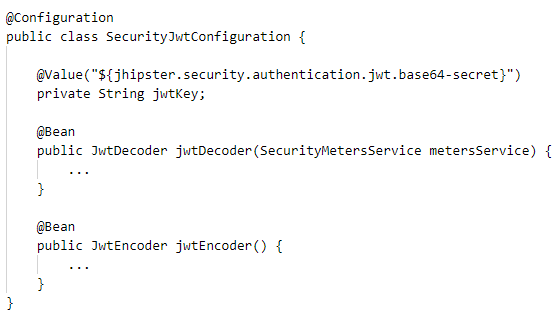 @Configuration
public class SecurityJwtConfiguration {
@Value("${jhipster.security.authentication.jwt.base64-secret}")
private String jwtKey;
@Bean
public JwtDecoder jwtDecoder(SecurityMetersService metersService) {
...
}
@Bean
public JwtEncoder jwtEncoder() {
...
}
}